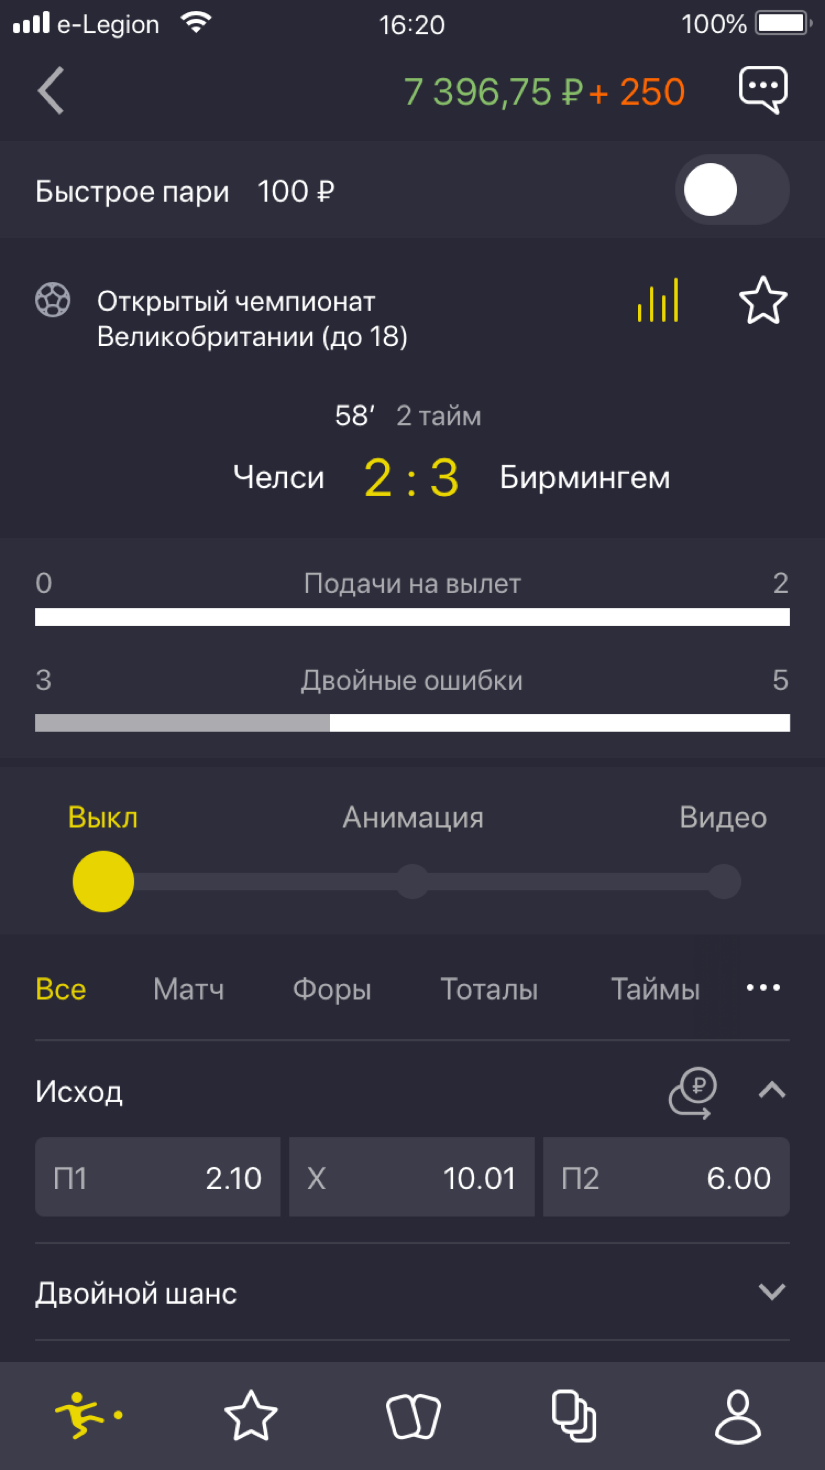 e-Legion 16:20 100%
7 396,75 ₽ + 250
Быстрое пари 100 ₽
Открытый чемпионат
Великобритании (до 18)
58′ 2 тайм
Челси 2 : 3 Бирмингем
0 Подачи на вылет 2
3 Двойные ошибки 5
Выкл Анимация Видео
Все Матч Форы Тоталы Таймы •••
Исход ₽
П1 2.10 X 10.01 П2 6.00
Двойной шанс